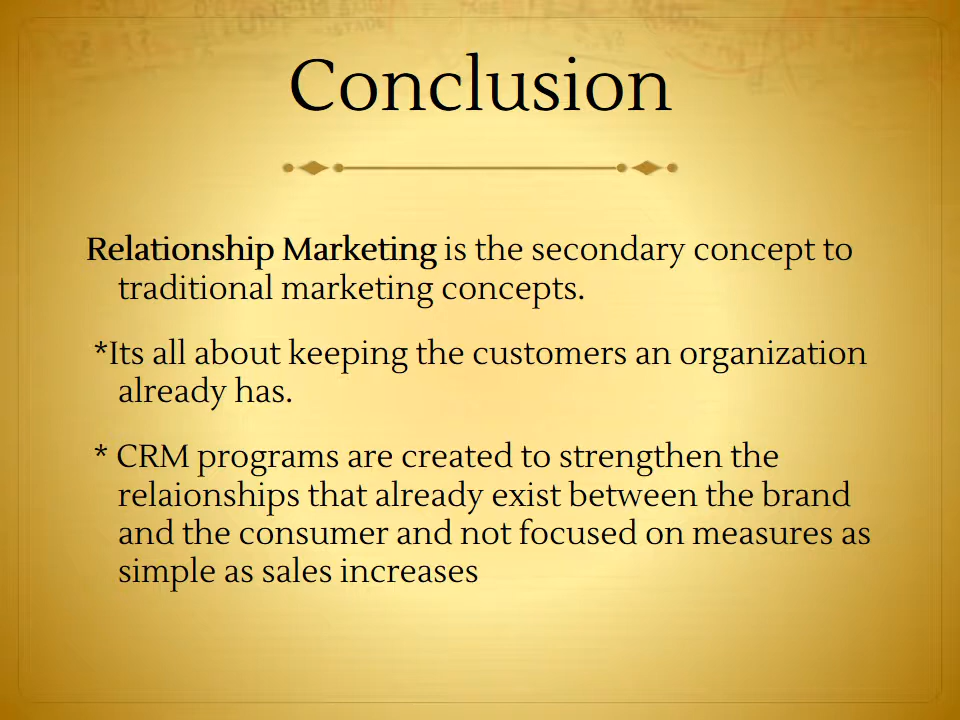 Conclusion
Relationship Marketing is the secondary concept to
traditional marketing concepts.
*Its all about keeping the customers an organization
already has.
* CRM programs are created to strengthen the
relaionships that already exist between the brand
and the consumer and not focused on measures as
simple as sales increases